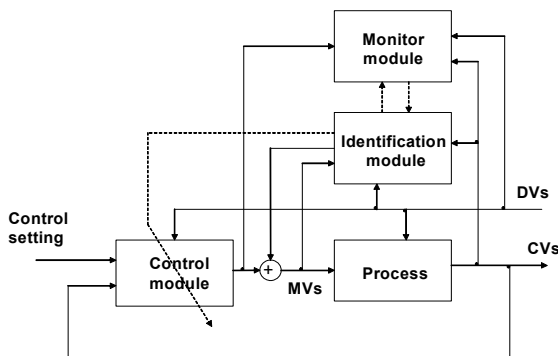 Monitor
module
Identification
module
DVs
Control
setting
CVs
Control
module
+
MVs
Process